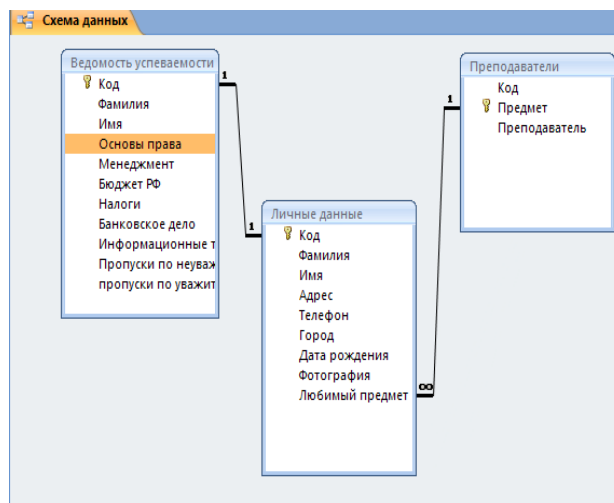 Схема данных
Ведомость успеваемости
Код
Фамилия
Имя
Основы права
Менеджмент
Бюджет РФ
Налоги
Банковское дело
Информационные т
Пропуски по неуваж
пропуски по уважит
1
1
Личные данные
Код
Фамилия
Имя
Адрес
Телефон
Город
Дата рождения
Фотография
Любимый предмет
∞
1
Преподаватели
Код
Предмет
Преподаватель